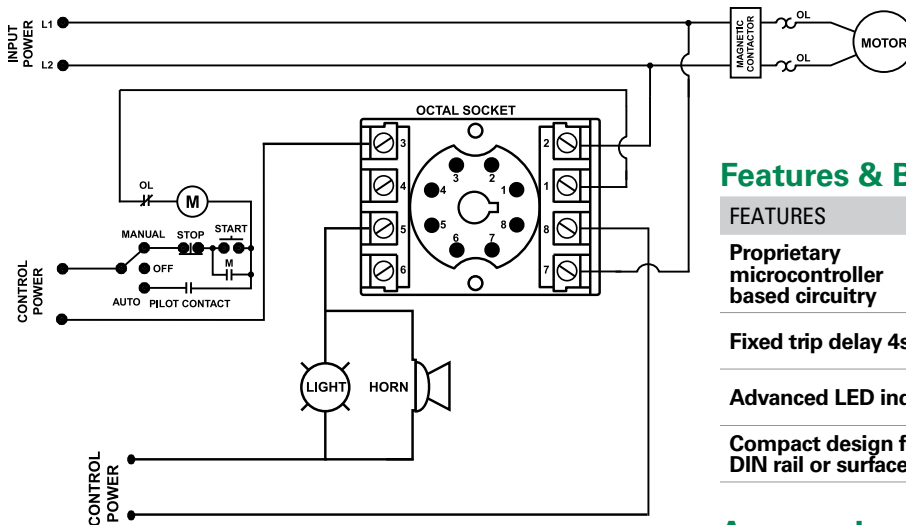 INPUT
POWER
L1
L2
MAGNETIC
CONTACTOR
OL
OL
MOTOR
OCTAL SOCKET
3
4
5
6
2
1
8
7
3
2
4
1
5
8
6
7
OL
M
MANUAL
STOP
START
OFF
M
AUTO
PILOT CONTACT
CONTROL
POWER
LIGHT
HORN
CONTROL
POWER
Features & B
FEATURES
Proprietary
microcontroller
based circuitry
Fixed trip delay 4s
Advanced LED ind
Compact design f
DIN rail or surface